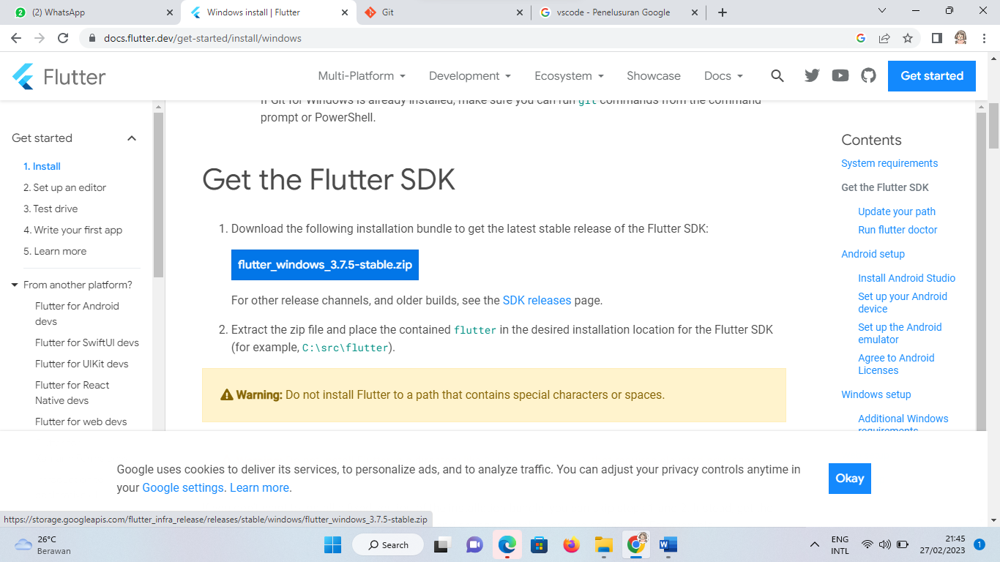 (2) WhatsApp
Windows install | Flutter
Git
vscode - Penelusuran Google
docs.flutter.dev/get-started/install/windows
Flutter
Multi-Platform
Development
Ecosystem
Showcase
Docs
Get started
If Git for Windows is already installed, make sure you can run git commands from the command
prompt or PowerShell.
Get started
1. Install
2. Set up an editor
3. Test drive
4. Write your first app
5. Learn more
From another platform?
Flutter for Android
devs
Flutter for SwiftUI devs
Flutter for UIKit devs
Flutter for React
Native devs
Flutter for web devs
Get the Flutter SDK
1. Download the following installation bundle to get the latest stable release of the Flutter SDK:
flutter_windows_3.7.5-stable.zip
For other release channels, and older builds, see the SDK releases page.
2. Extract the zip file and place the contained flutter in the desired installation location for the Flutter SDK
(for example, C:\src\flutter).
Warning: Do not install Flutter to a path that contains special characters or spaces.
Contents
System requirements
Get the Flutter SDK
Update your path
Run flutter doctor
Android setup
Install Android Studio
Set up your Android
device
Set up the Android
emulator
Agree to Android
Licenses
Windows setup
Additional Windows
requirements
Google uses cookies to deliver its services, to personalize ads, and to analyze traffic. You can adjust your privacy controls anytime in
your Google settings. Learn more.
Okay
https://storage.googleapis.com/flutter_infra_release/releases/stable/windows/flutter_windows_3.7.5-stable.zip
26°C
Berawan
Search
ENG
INTL
21:45
27/02/2023
1